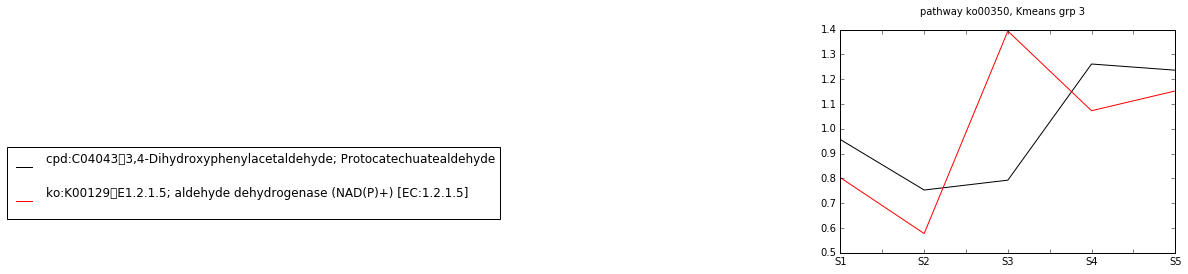 pathway ko00350, Kmeans grp 3
1.4
1.3
1.2
1.1
1.0
0.9
0.8
0.7
0.6
0.5
S1 S2 S3 S4 S5
cpd:C04043▯3,4-Dihydroxyphenylacetaldehyde; Protocatechuatealdehyde
ko:K00129▯E1.2.1.5; aldehyde dehydrogenase (NAD(P)+) [EC:1.2.1.5]